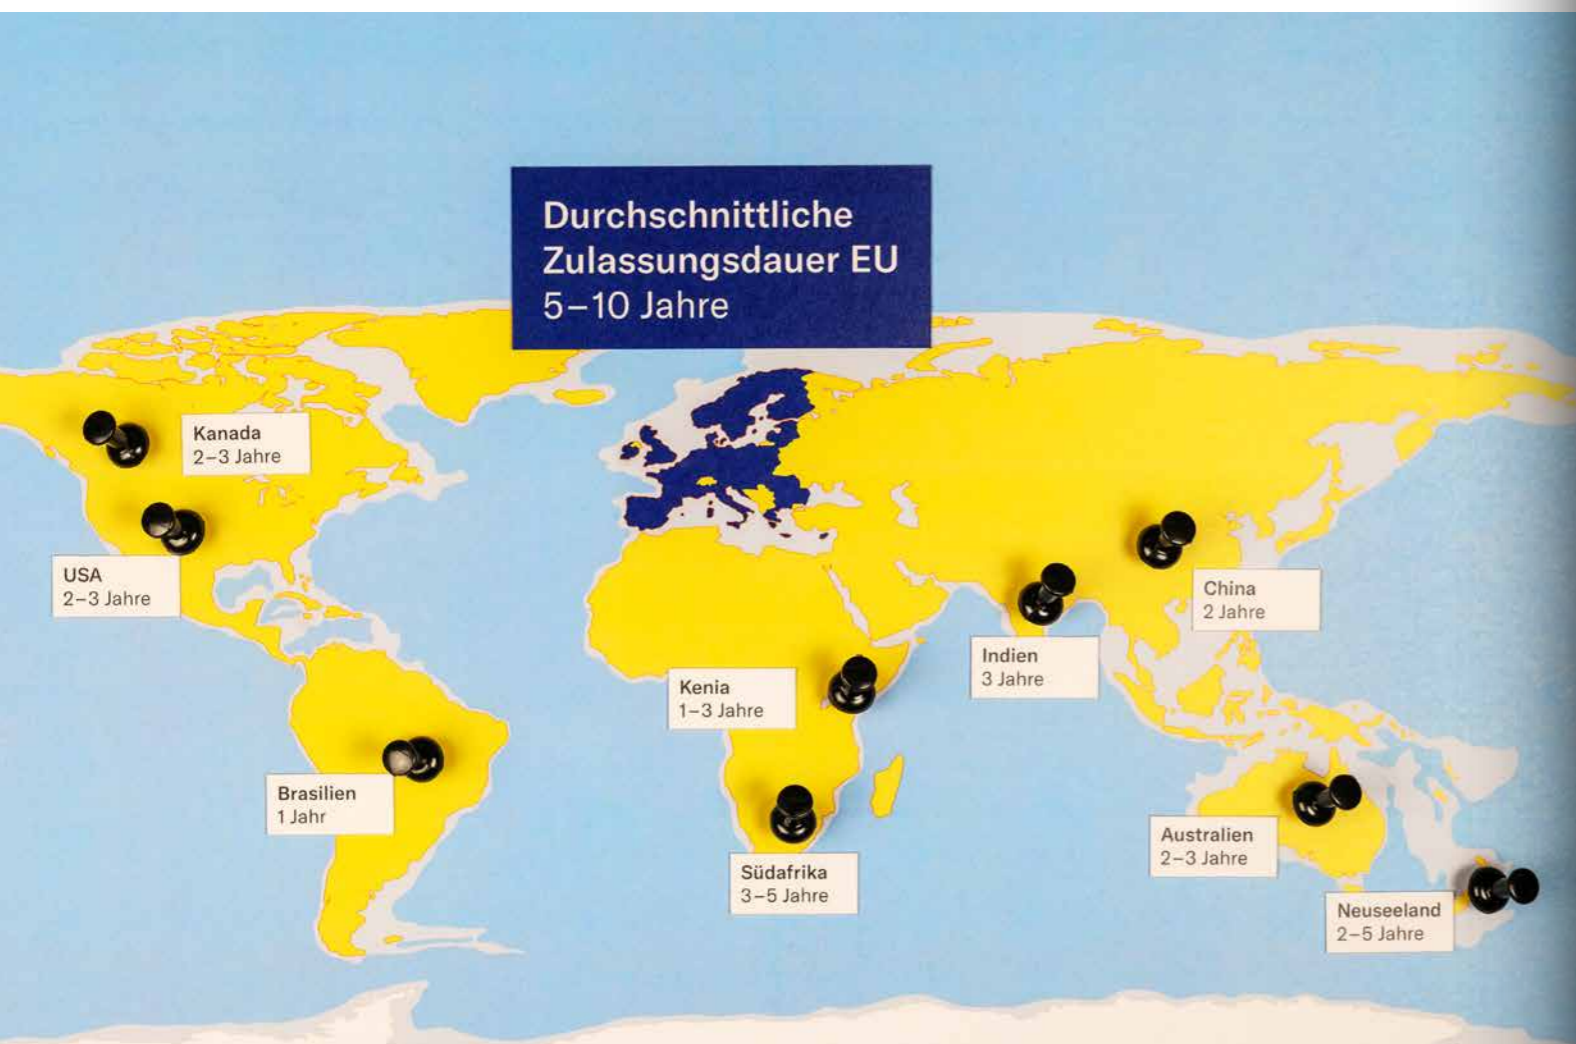 Durchschnittliche
Zulassungsdauer EU
5–10 Jahre
Kanada
2–3 Jahre
USA
2–3 Jahre
Brasilien
1 Jahr
Kenia
1–3 Jahre
Südafrika
3–5 Jahre
Indien
3 Jahre
China
2 Jahre
Australien
2–3 Jahre
Neuseeland
2–5 Jahre